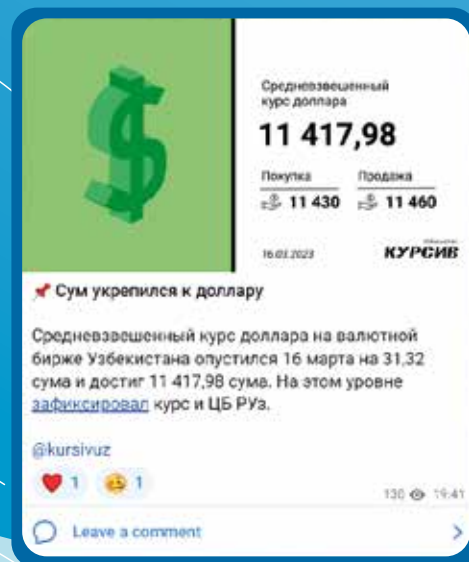 Средневзвешенный
курс доллара
11 417,98
Покупка Продажа
11 430 11 460
16.03.2023 КУРСИВ
Сум укрепился к доллару
Средневзвешенный курс доллара на валютной
бирже Узбекистана опустился 16 марта на 31,32
сума и достиг 11 417,98 сума. На этом уровне
зафиксировал курс и ЦБ РУз.
@kursivuz
1 1
130 19:41
Leave a comment